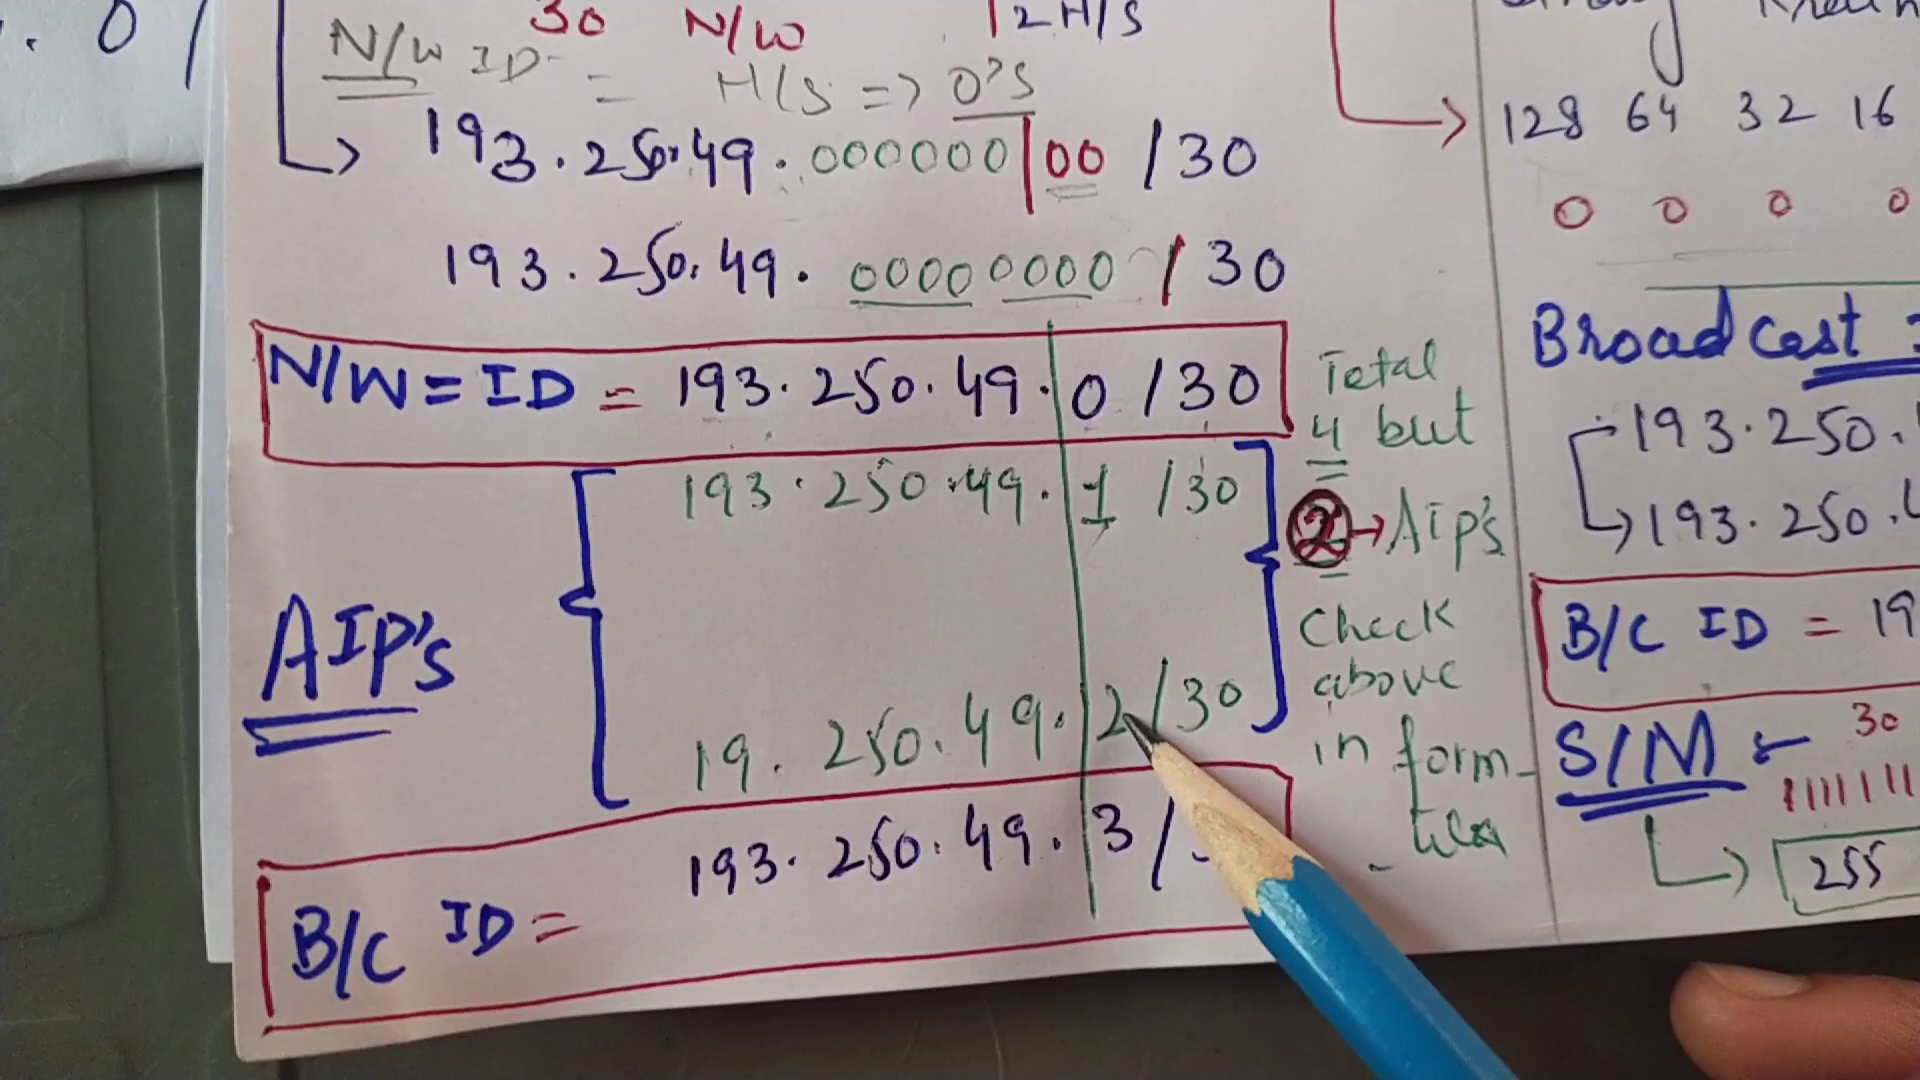 . 0 /
30 N/W 2H/S
N/W ID = H/S => 0's
193.250.49.000000|00 /30
193.250.49. 00000000 /30
N/W = ID = 193.250.49.0 /30
193.250.49.1 /30
AIP's
19.250.49.2/30
B/C ID = 193.250.49.3/
Total
4 but
2 → AIP's
Check
above
in form-
128 64 32 16
0 0 0 0
Broadcast
193.250.
193.250.
B/C ID = 19
S/M 30
11111111
255